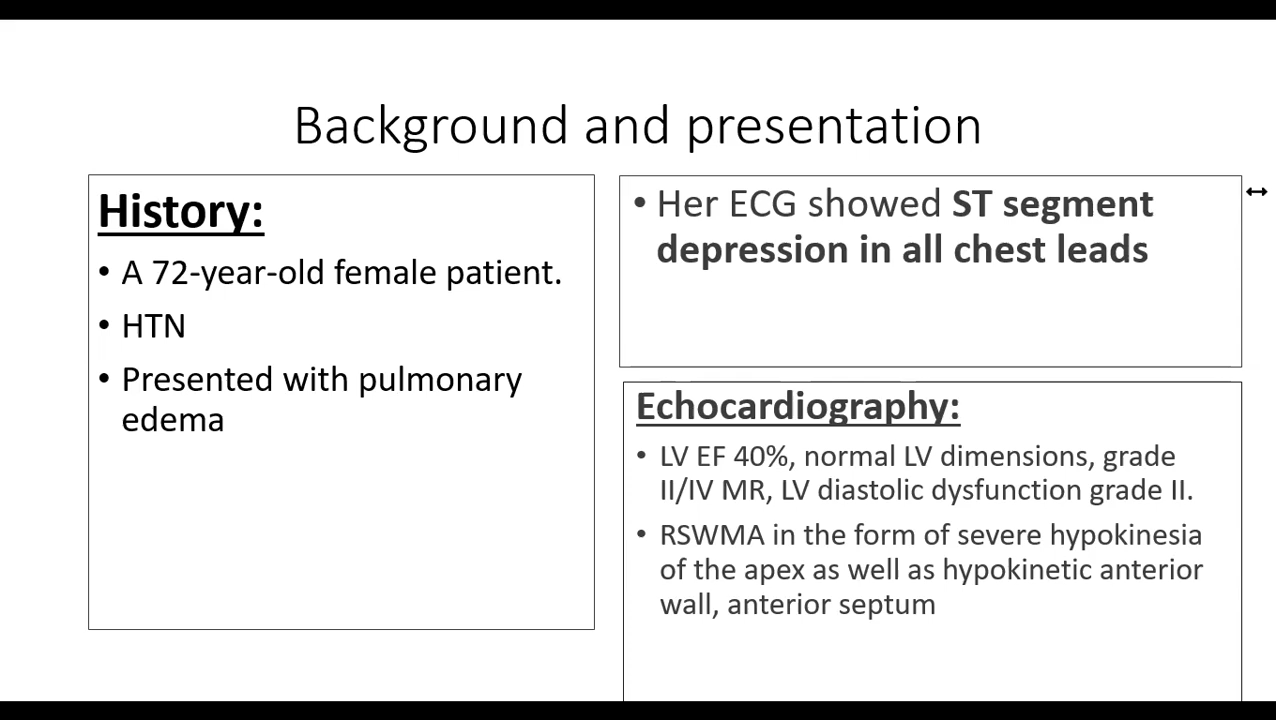 Background and presentation
History:
• A 72-year-old female patient.
• HTN
• Presented with pulmonary
edema
• Her ECG showed ST segment
depression in all chest leads
Echocardiography:
• LV EF 40%, normal LV dimensions, grade
II/IV MR, LV diastolic dysfunction grade II.
• RSWMA in the form of severe hypokinesia
of the apex as well as hypokinetic anterior
wall, anterior septum